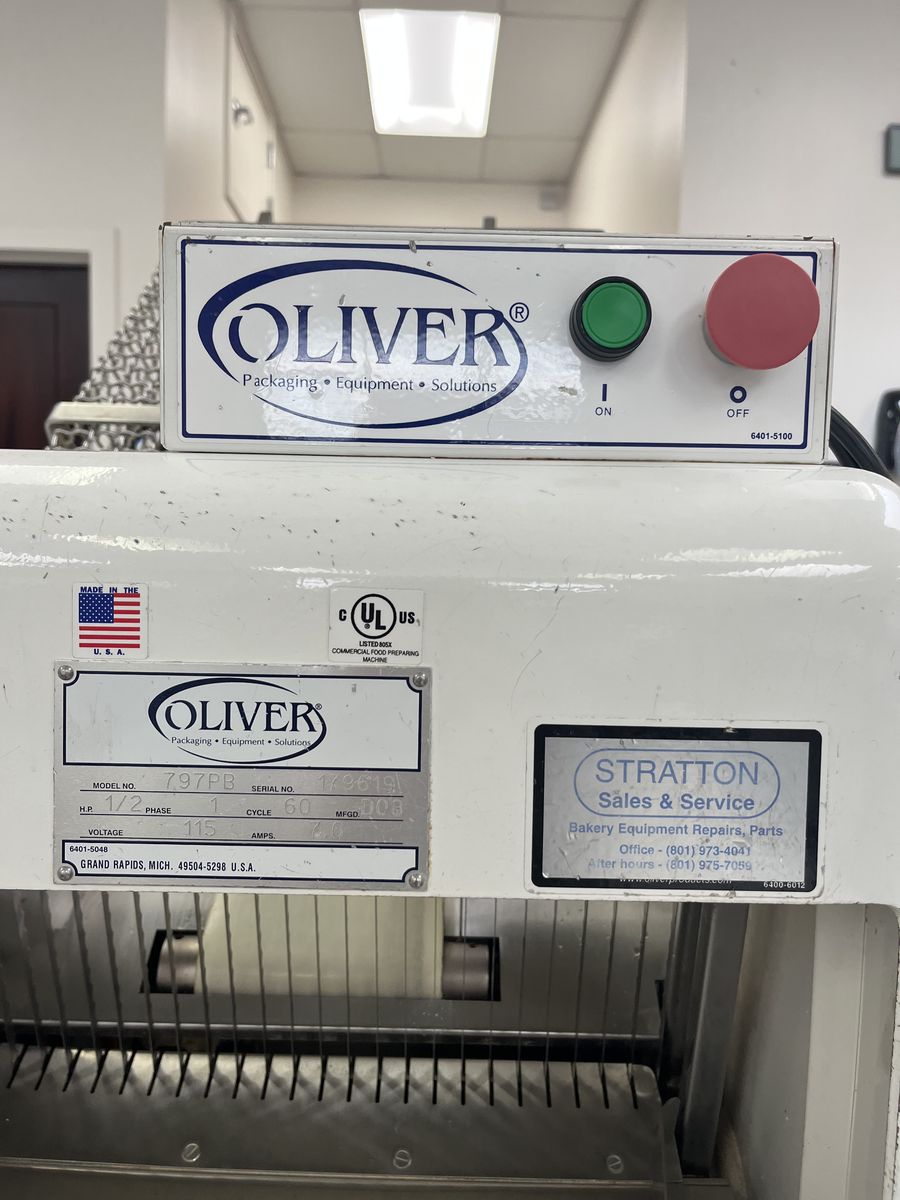 OLIVER®
Packaging • Equipment • Solutions
I
ON
O
OFF
6401-5100
MADE IN THE
U. S. A.
C UL® US
LISTED 805X
COMMERCIAL FOOD PREPARING
MACHINE
OLIVER®
Packaging • Equipment • Solutions
MODEL NO. 797PB SERIAL NO.
H.P. 1/2 PHASE 1 CYCLE 60 MFGD.
VOLTAGE 115 AMPS.
6401-5048
GRAND RAPIDS, MICH. 49504-5298 U.S.A.
STRATTON
Sales & Service
Bakery Equipment Repairs, Parts
Office - (801) 973-4041
After hours - (801) 975-7059
www.oliverproducts.com
6400-6012